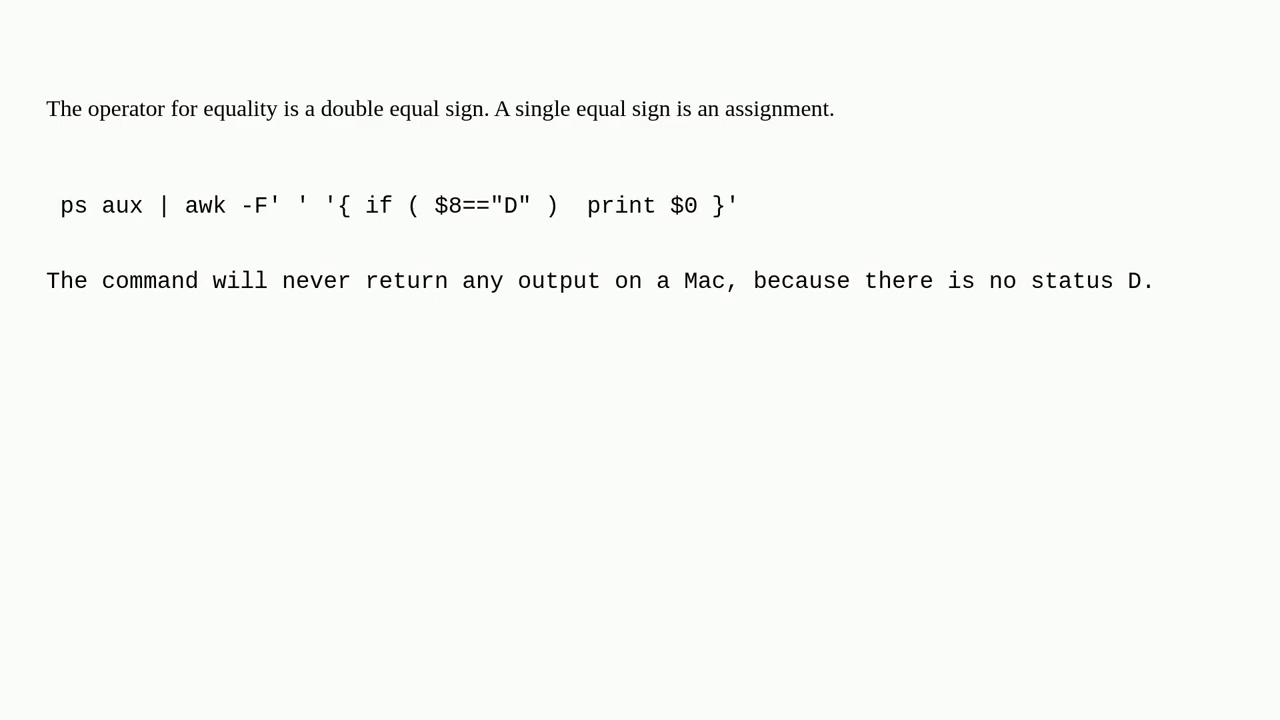 The operator for equality is a double equal sign. A single equal sign is an assignment.
ps aux | awk -F' ' '{ if ( $8=="D" )  print $0 }'
The command will never return any output on a Mac, because there is no status D.